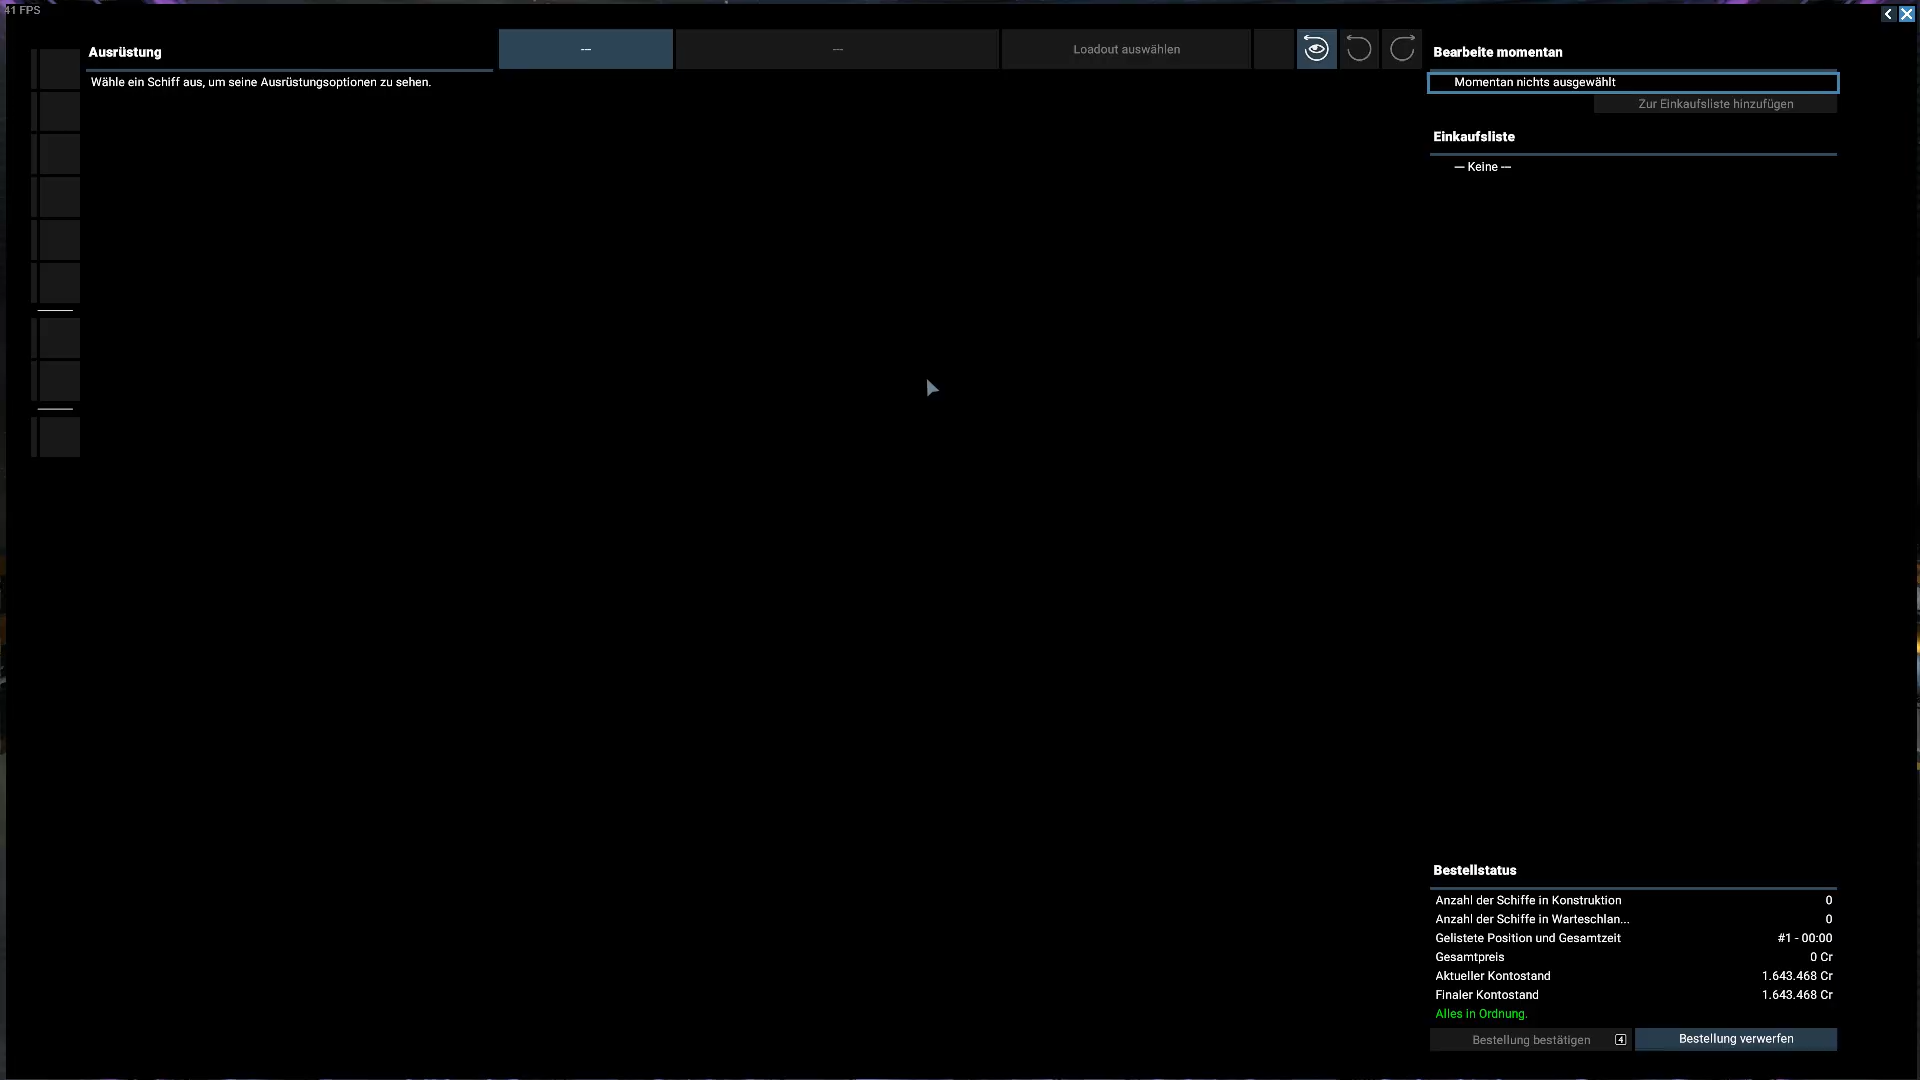 41 FPS
Ausrüstung
---
---
Loadout auswählen
Bearbeite momentan
Wähle ein Schiff aus, um seine Ausrüstungsoptionen zu sehen.
Momentan nichts ausgewählt
Zur Einkaufsliste hinzufügen
Einkaufsliste
--- Keine ---
Bestellstatus
Anzahl der Schiffe in Konstruktion 0
Anzahl der Schiffe in Warteschlan... 0
Gelistete Position und Gesamtzeit #1 - 00:00
Gesamtpreis 0 Cr
Aktueller Kontostand 1.643.468 Cr
Finaler Kontostand 1.643.468 Cr
Alles in Ordnung.
Bestellung bestätigen 4
Bestellung verwerfen